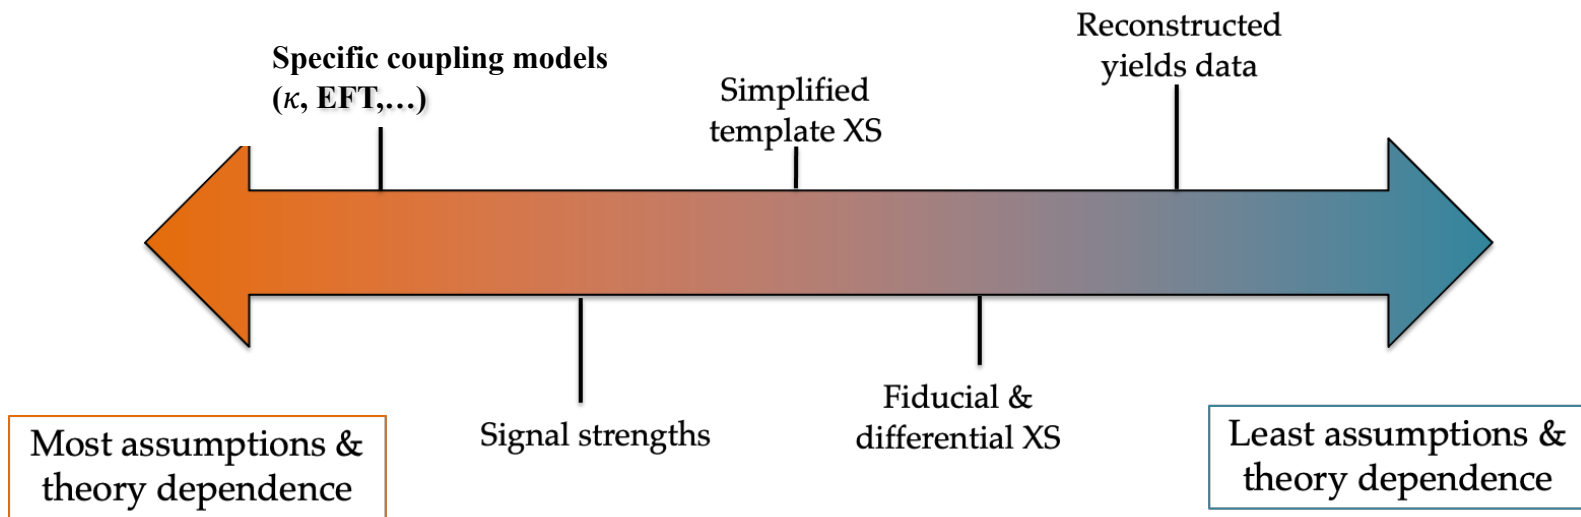 Specific coupling models
(κ, EFT,...)
Simplified
template XS
Reconstructed
yields data
Signal strengths
Fiducial &
differential XS
Most assumptions &
theory dependence
Least assumptions &
theory dependence